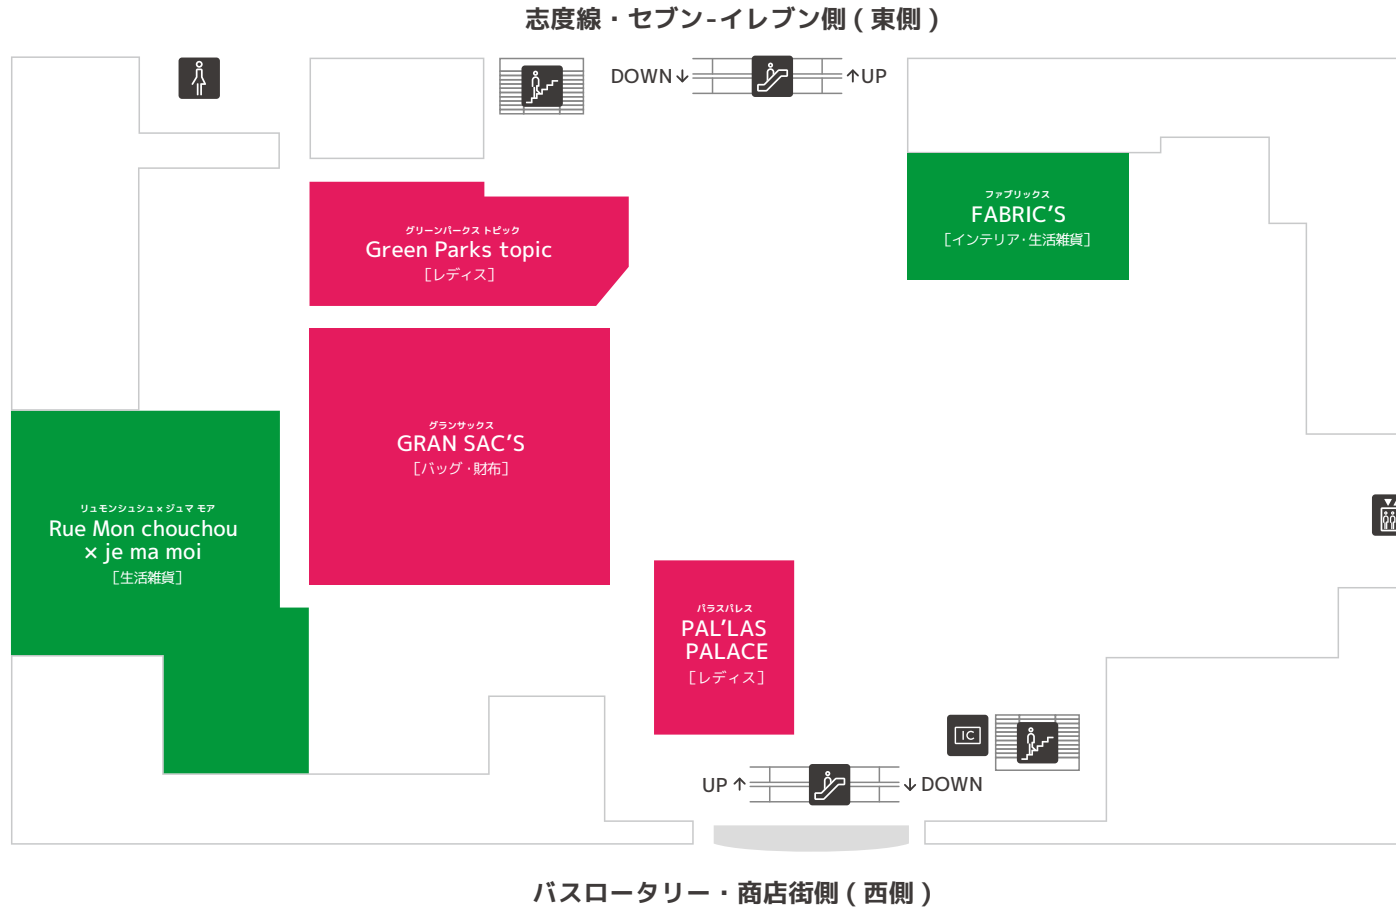 志度線・セブン-イレブン側 ( 東側 )
DOWN ↓
↑ UP
ファブリックス
FABRIC'S
[インテリア・生活雑貨]
グリーンパークス トピック
Green Parks topic
[レディス]
グランサックス
GRAN SAC'S
[バッグ・財布]
リュモンシュシュ × ジュマ モア
Rue Mon chouchou
× je ma moi
[生活雑貨]
パラスパレス
PAL'LAS
PALACE
[レディス]
IC
UP ↑
↓ DOWN
バスロータリー・商店街側 ( 西側 )